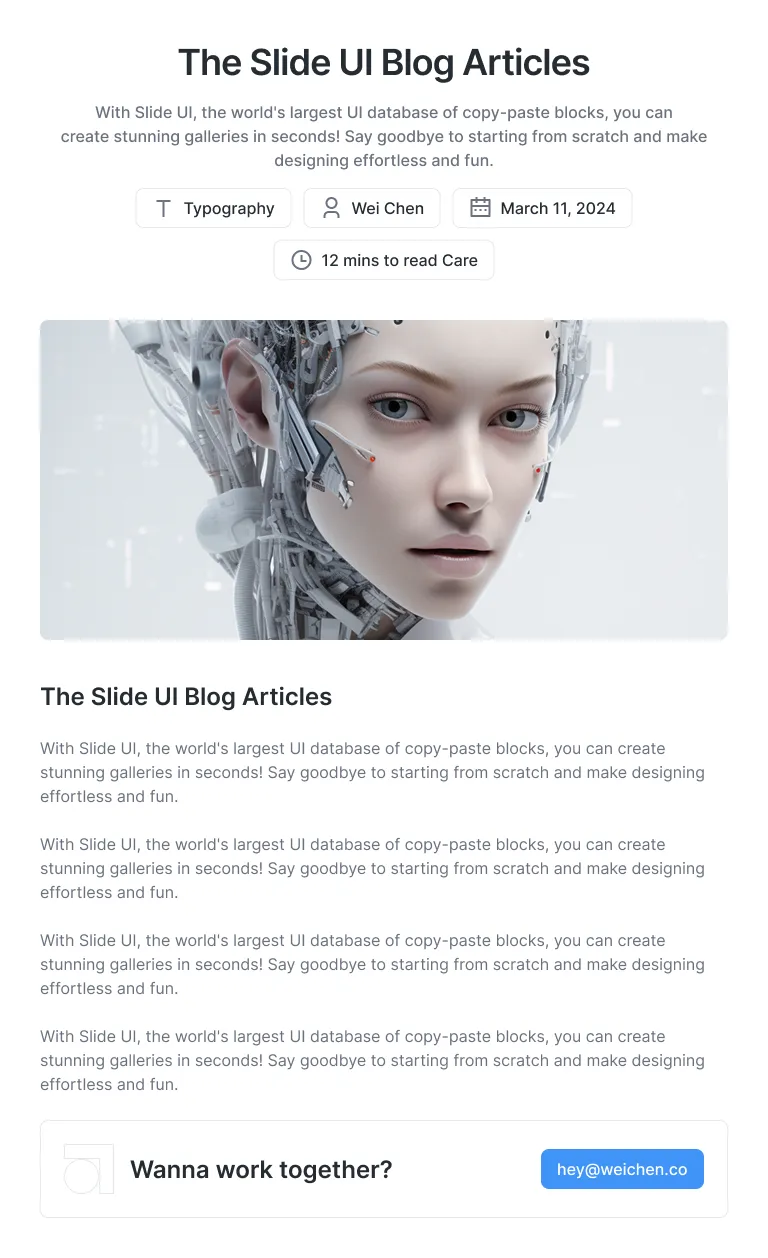 The Slide UI Blog Articles
With Slide UI, the world's largest UI database of copy-paste blocks, you can
create stunning galleries in seconds! Say goodbye to starting from scratch and make
designing effortless and fun.
Typography
Wei Chen
March 11, 2024
12 mins to read Care
The Slide UI Blog Articles
With Slide UI, the world's largest UI database of copy-paste blocks, you can create
stunning galleries in seconds! Say goodbye to starting from scratch and make designing
effortless and fun.
With Slide UI, the world's largest UI database of copy-paste blocks, you can create
stunning galleries in seconds! Say goodbye to starting from scratch and make designing
effortless and fun.
With Slide UI, the world's largest UI database of copy-paste blocks, you can create
stunning galleries in seconds! Say goodbye to starting from scratch and make designing
effortless and fun.
With Slide UI, the world's largest UI database of copy-paste blocks, you can create
stunning galleries in seconds! Say goodbye to starting from scratch and make designing
effortless and fun.
Wanna work together?
hey@weichen.co